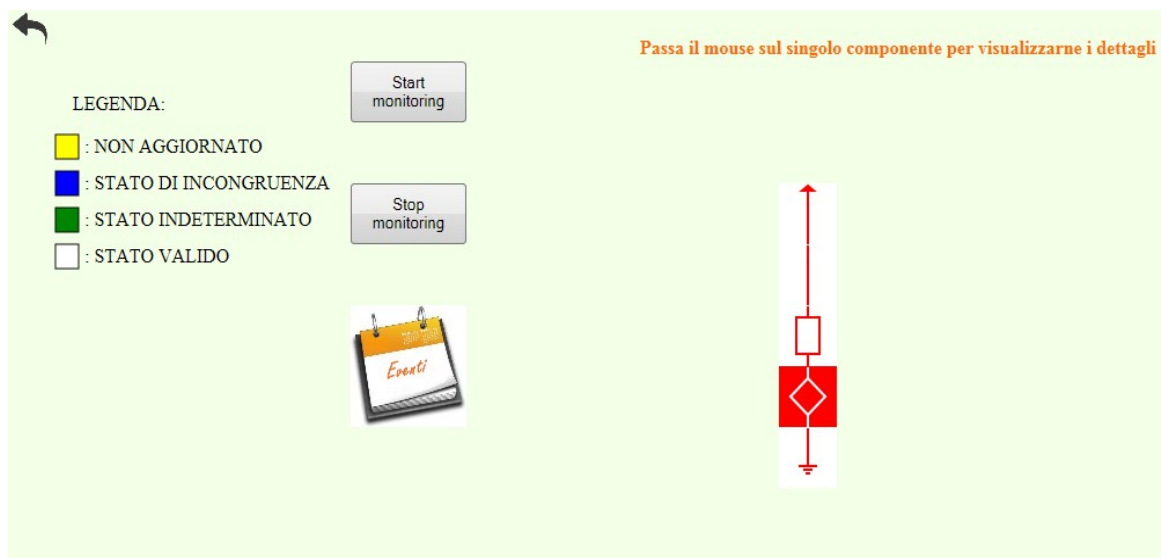 Passa il mouse sul singolo componente per visualizzarne i dettagli
Start
monitoring
LEGENDA:
: NON AGGIORNATO
: STATO DI INCONGRUENZA
: STATO INDETERMINATO
: STATO VALIDO
Stop
monitoring
Eventi